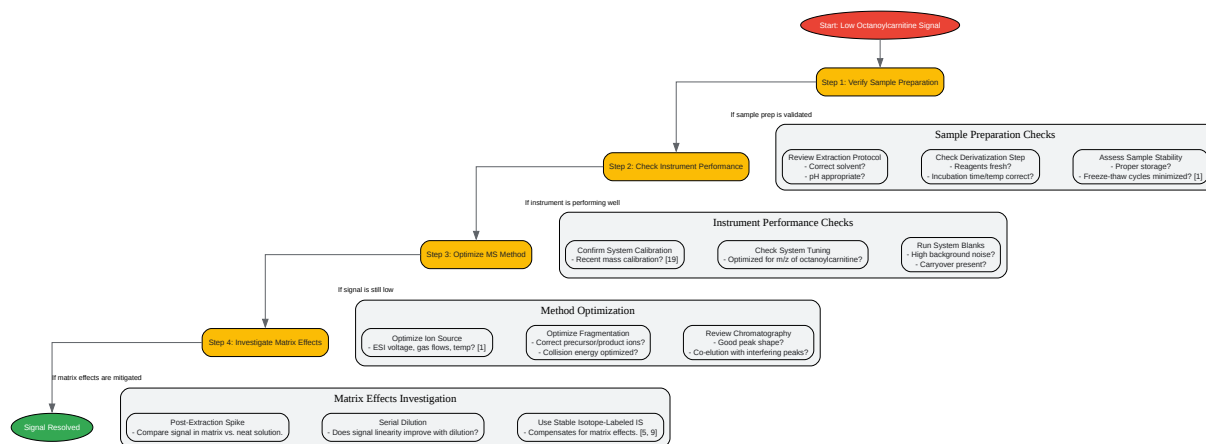 Start: Low Octanoylcarnitine Signal
Step 1: Verify Sample Preparation
If sample prep is validated
Sample Preparation Checks
Review Extraction Protocol
- Correct solvent?
- pH appropriate?
Check Derivatization Step
- Reagents fresh?
- Incubation time/temp correct?
Assess Sample Stability
- Proper storage?
- Freeze-thaw cycles minimized? [1]
Step 2: Check Instrument Performance
If instrument is performing well
Instrument Performance Checks
Confirm System Calibration
- Recent mass calibration? [19]
Check System Tuning
- Optimized for m/z of octanoylcarnitine?
Run System Blanks
- High background noise?
- Carryover present?
Step 3: Optimize MS Method
If signal is still low
Method Optimization
Optimize Ion Source
- ESI voltage, gas flows, temp? [1]
Optimize Fragmentation
- Correct precursor/product ions?
- Collision energy optimized?
Review Chromatography
- Good peak shape?
- Co-elution with interfering peaks?
Step 4: Investigate Matrix Effects
If matrix effects are mitigated
Matrix Effects Investigation
Post-Extraction Spike
- Compare signal in matrix vs. neat solution.
Serial Dilution
- Does signal linearity improve with dilution?
Use Stable Isotope-Labeled IS
- Compensates for matrix effects. [5, 9]
Signal Resolved